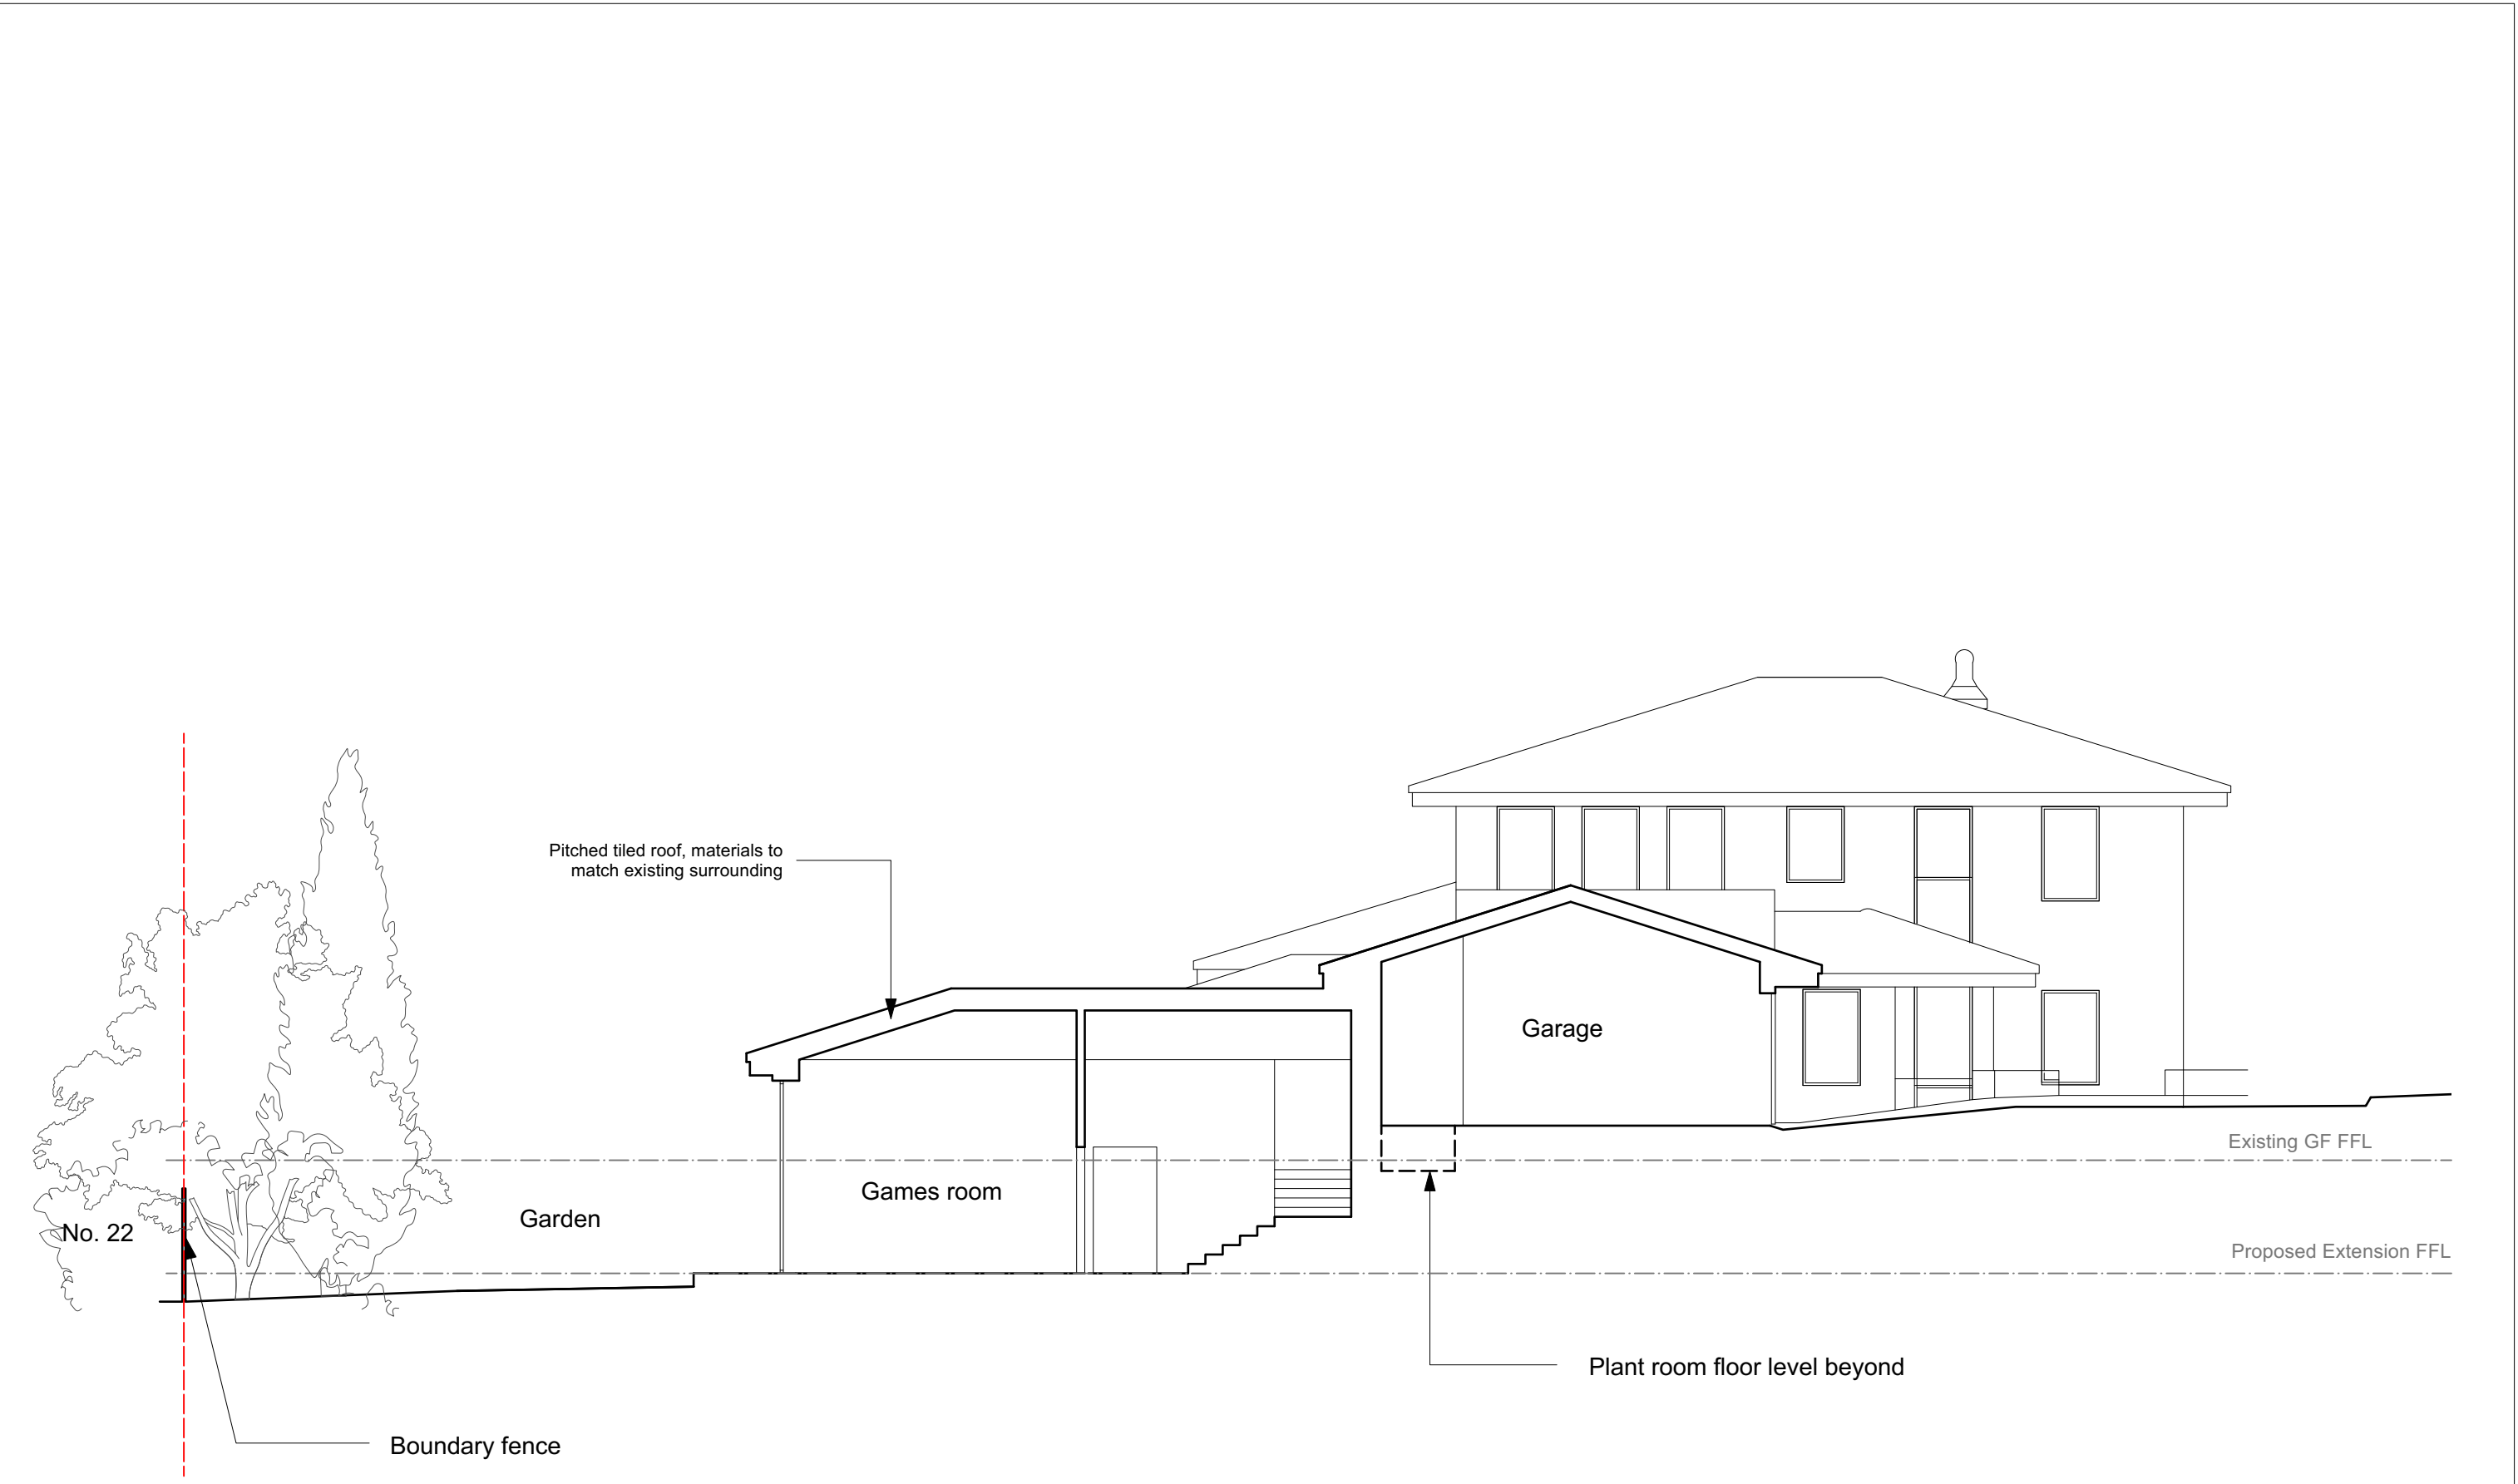 Pitched tiled roof, materials to
match existing surrounding
Garage
Existing GF FFL
Games room
Garden
No. 22
Proposed Extension FFL
Plant room floor level beyond
Boundary fence